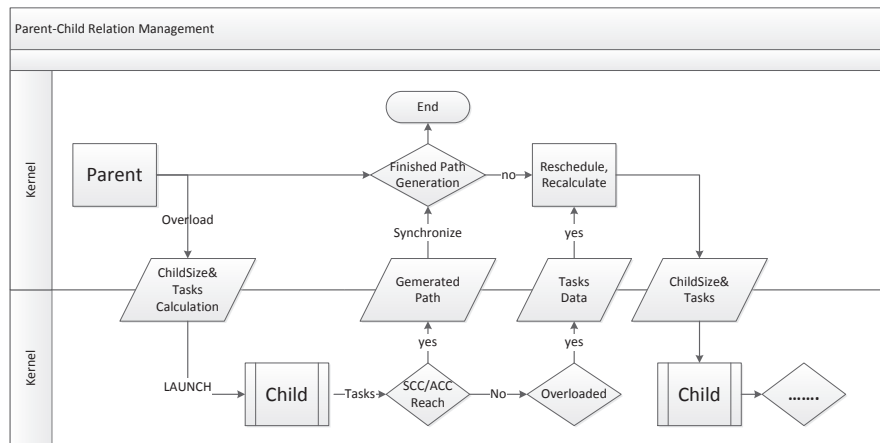 Parent-Child Relation Management
Kernel
End
Parent
Finished Path
Generation
no
Reschedule,
Recalculate
Overload
Synchronize
yes
ChildSize&
Tasks
Calculation
Gemerated
Path
Tasks
Data
ChildSize&
Tasks
Kernel
yes
yes
LAUNCH
Child
Tasks
SCC/ACC
Reach
No
Overloaded
Child
.......